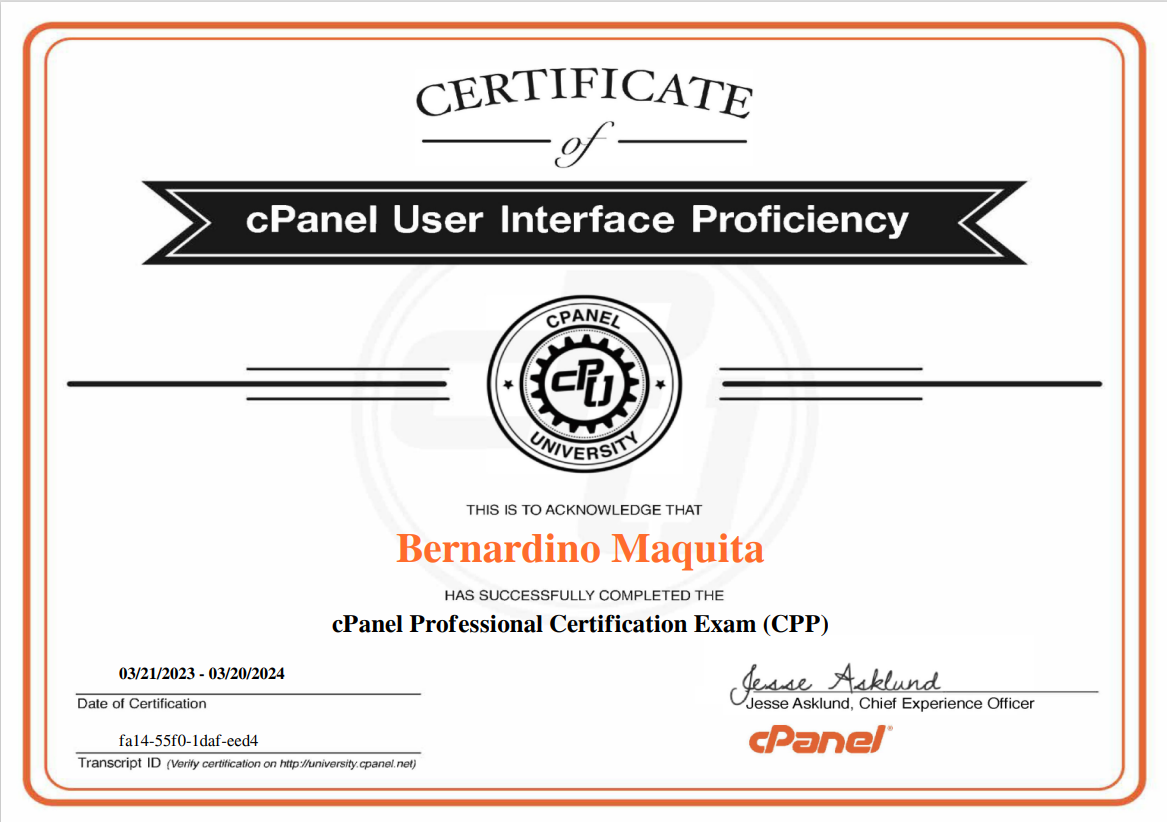 CERTIFICATE
of
cPanel User Interface Proficiency
CPANEL
CPU
UNIVERSITY
THIS IS TO ACKNOWLEDGE THAT
Bernardino Maquita
HAS SUCCESSFULLY COMPLETED THE
cPanel Professional Certification Exam (CPP)
03/21/2023 - 03/20/2024
Date of Certification
fa14-55f0-1daf-eed4
Transcript ID (Verify certification on http://university.cpanel.net)
Jesse Asklund
Jesse Asklund, Chief Experience Officer
cPanel®